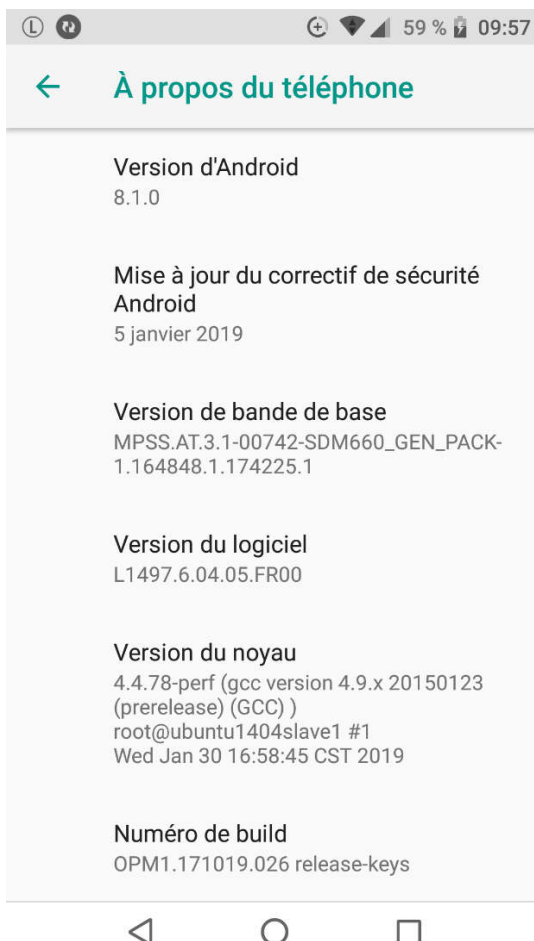 L
59 % 09:57
À propos du téléphone
Version d'Android
8.1.0
Mise à jour du correctif de sécurité
Android
5 janvier 2019
Version de bande de base
MPSS.AT.3.1-00742-SDM660_GEN_PACK-
1.164848.1.174225.1
Version du logiciel
L1497.6.04.05.FR00
Version du noyau
4.4.78-perf (gcc version 4.9.x 20150123
(prerelease) (GCC) )
root@ubuntu1404slave1 #1
Wed Jan 30 16:58:45 CST 2019
Numéro de build
OPM1.171019.026 release-keys